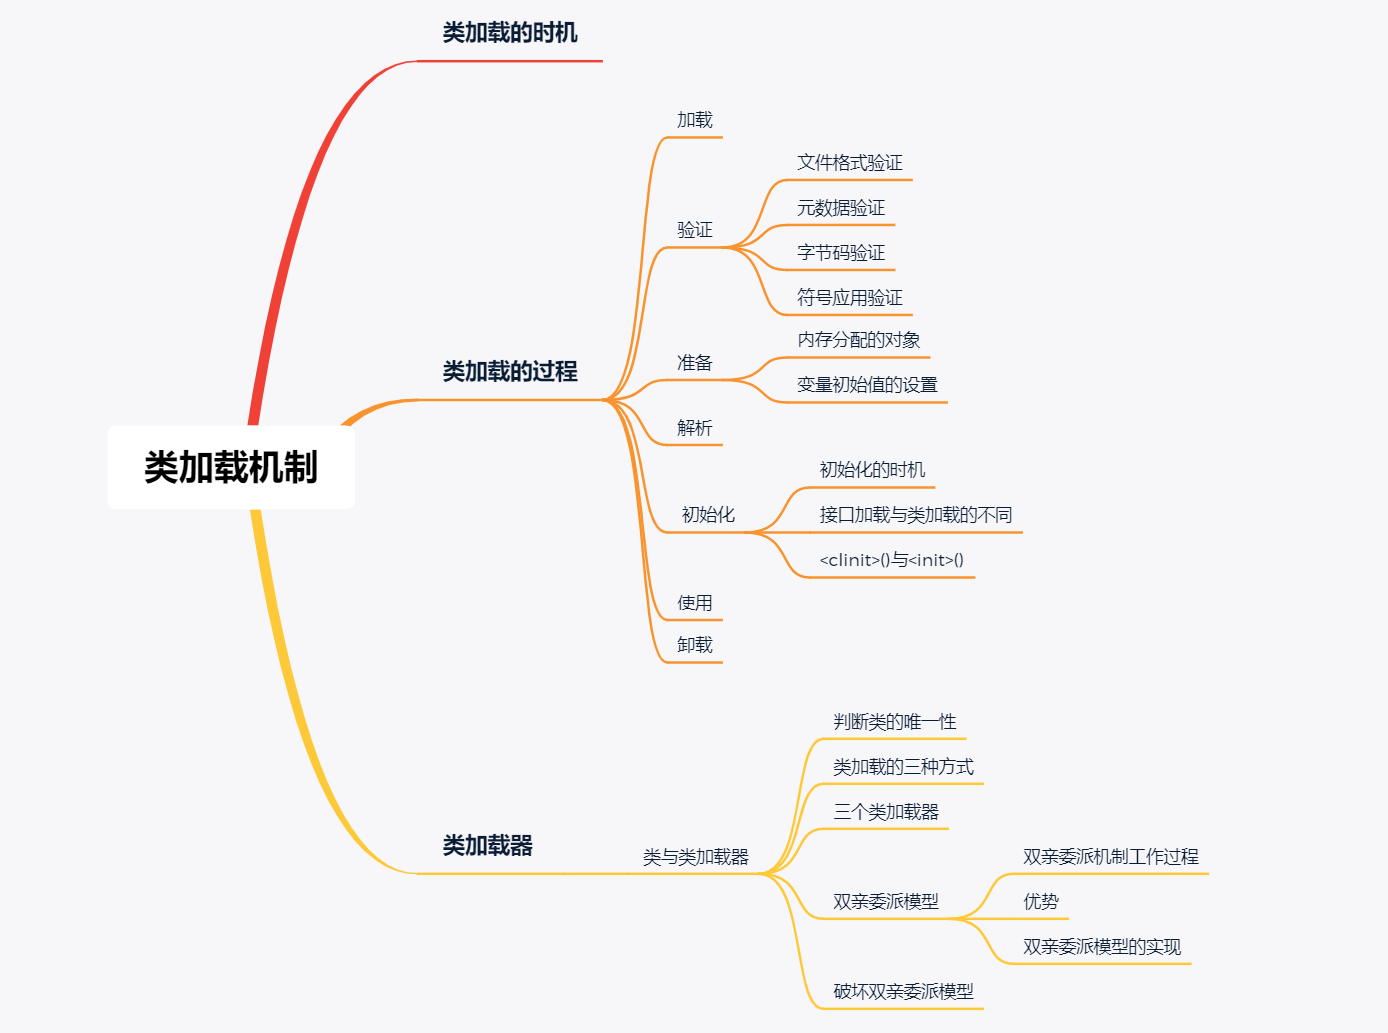 类加载机制
类加载的时机
类加载的过程
加载
验证
文件格式验证
元数据验证
字节码验证
符号应用验证
准备
内存分配的对象
变量初始值的设置
解析
初始化
初始化的时机
接口加载与类加载的不同
<clinit>()与<init>()
使用
卸载
类加载器
类与类加载器
判断类的唯一性
类加载的三种方式
三个类加载器
双亲委派模型
双亲委派机制工作过程
优势
双亲委派模型的实现
破坏双亲委派模型